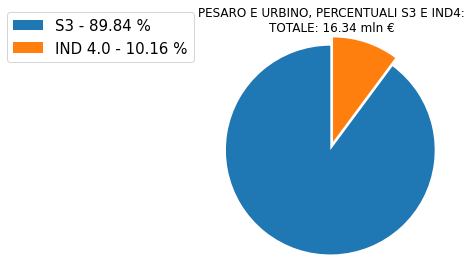 PESARO E URBINO, PERCENTUALI S3 E IND4:
TOTALE: 16.34 mln €
S3 - 89.84 %
IND 4.0 - 10.16 %